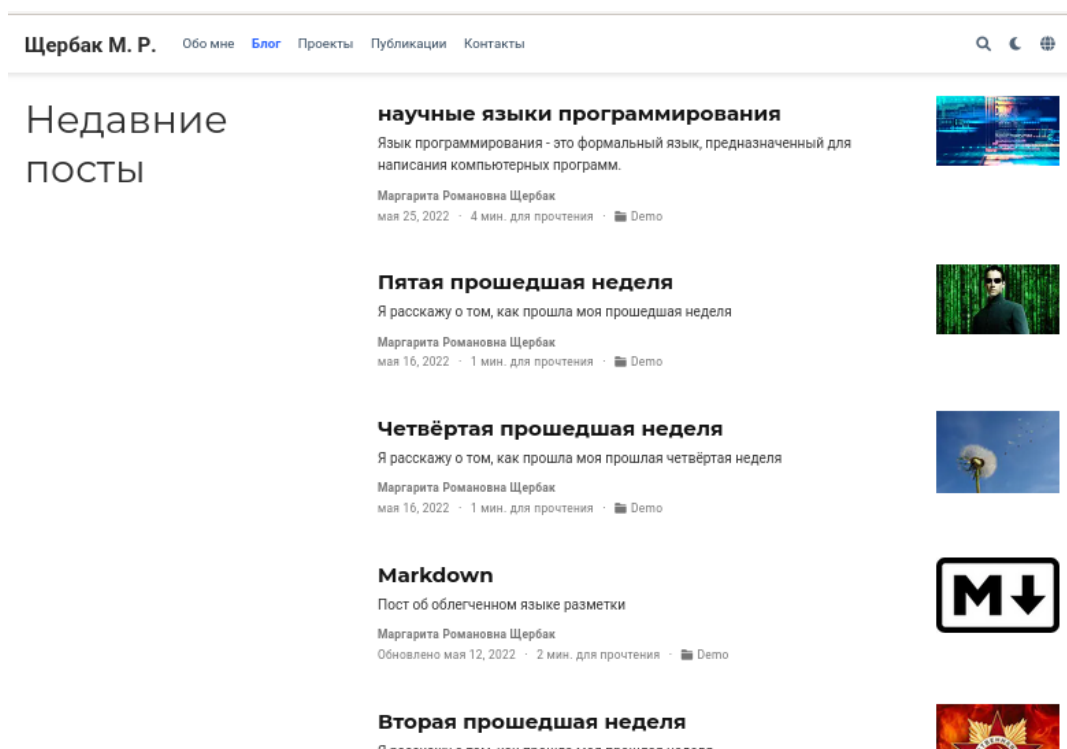 Щербак М. Р. Обо мне Блог Проекты Публикации Контакты
Недавние
посты
научные языки программирования
Язык программирования - это формальный язык, предназначенный для
написания компьютерных программ.
Маргарита Романовна Щербак
мая 25, 2022 · 4 мин. для прочтения · Demo
Пятая прошедшая неделя
Я расскажу о том, как прошла моя прошедшая неделя
Маргарита Романовна Щербак
мая 16, 2022 · 1 мин. для прочтения · Demo
Четвёртая прошедшая неделя
Я расскажу о том, как прошла моя прошлая четвёртая неделя
Маргарита Романовна Щербак
мая 16, 2022 · 1 мин. для прочтения · Demo
Markdown
Пост об облегченном языке разметки
Маргарита Романовна Щербак
Обновлено мая 12, 2022 · 2 мин. для прочтения · Demo
M
Вторая прошедшая неделя